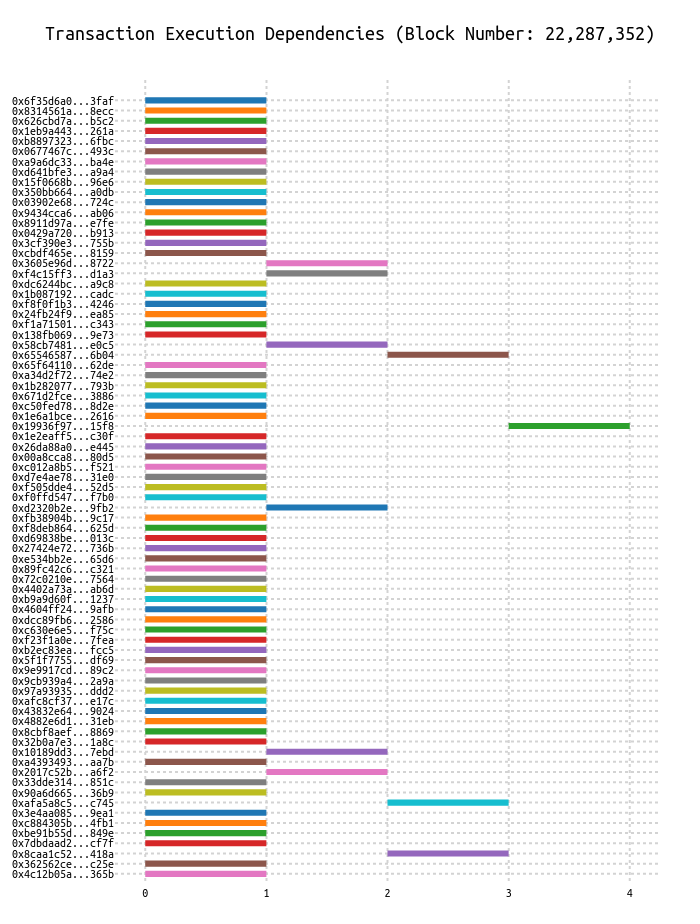 Transaction Execution Dependencies (Block Number: 22,287,352)
0x6f35d6a0...3faf
0x8314561a...8ecc
0x626cbd7a...b5c2
0x1eb9a443...261a
0xb8897323...6fbc
0x0677467c...493c
0xa9a6dc33...ba4e
0xd641bfe3...a9a4
0x15f0668b...96e6
0x350bb664...a0db
0x03902e68...724c
0x9434cca6...ab06
0x8911d97a...e7fe
0x0429a720...b913
0x3cf390e3...755b
0xcbdf465e...8159
0x3605e96d...8722
0xf4c15ff3...d1a3
0xdc6244bc...a9c8
0x1b087192...cadc
0xf8f0f1b3...4246
0x24fb24f9...ea85
0xf1a71501...c343
0x138fb069...9e73
0x58cb7481...e0c5
0x65546587...6b04
0x65f64110...62de
0xa34d2f72...74e2
0x1b282077...793b
0x671d2fce...3886
0xc50fed78...8d2e
0x1e6a1bce...2616
0x19936f97...15f8
0x1e2eaff5...c30f
0x26da88a0...e445
0x00a8cca8...80d5
0xc012a8b5...f521
0xd7e4ae78...31e0
0xf505dde4...52d5
0xf0ffd547...f7b0
0xd2320b2e...9fb2
0xfb38904b...9c17
0xf8deb864...625d
0xd69838be...013c
0x27424e72...736b
0xe534bb2e...65d6
0x89fc42c6...c321
0x72c0210e...7564
0x4402a73a...ab6d
0xb9a9d60f...1237
0x4604ff24...9afb
0xdcc89fb6...2586
0xc630e6e5...f75c
0xf23f1a0e...7fea
0xb2ec83ea...fcc5
0x5f1f7755...df69
0x9e9917cd...89c2
0x9cb939a4...2a9a
0x97a93935...ddd2
0xafc8cf37...e17c
0x43832e64...9024
0x4882e6d1...31eb
0x8cbf8aef...8869
0x32b0a7e3...1a8c
0x10189dd3...7ebd
0xa4393493...aa7b
0x2017c52b...a6f2
0x33dde314...851c
0x90a6d665...36b9
0xafa5a8c5...c745
0x3e4aa085...9ea1
0xc884305b...4fb1
0xbe91b55d...849e
0x7dbdaad2...cf7f
0x8caa1c52...418a
0x362562ce...c25e
0x4c12b05a...365b
0 1 2 3 4